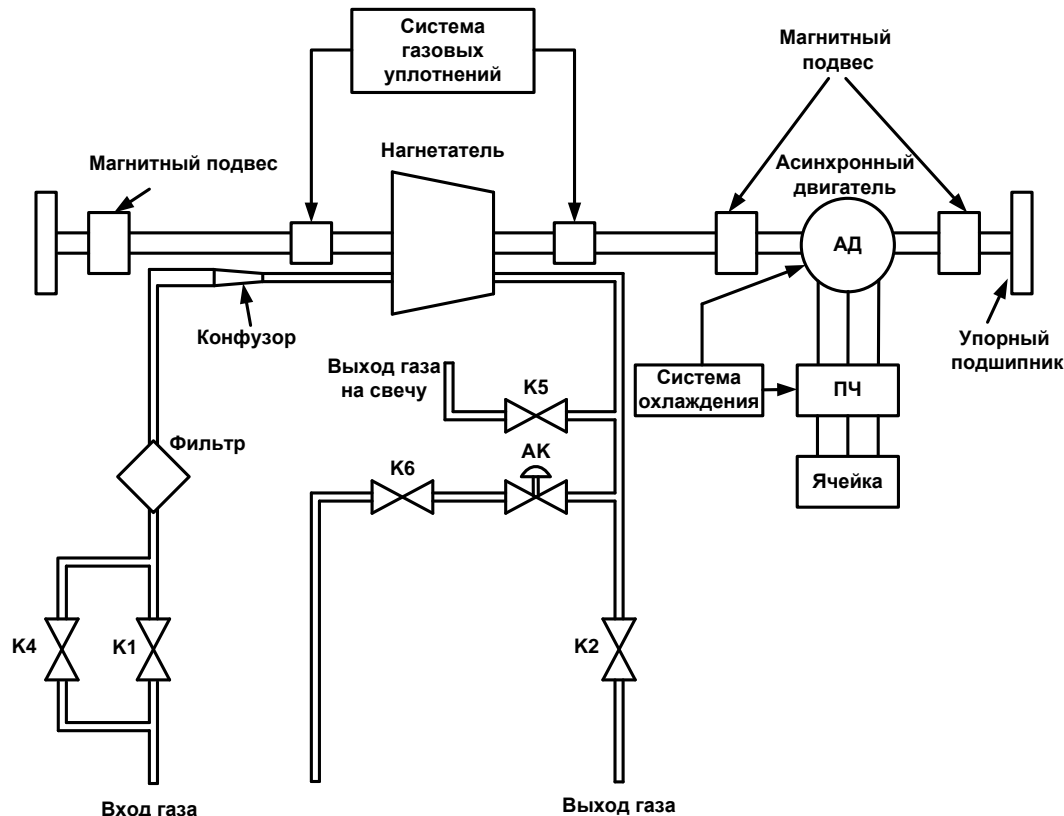 Система
газовых
уплотнений
Магнитный
подвес
Магнитный подвес
Нагнетатель
Асинхронный
двигатель
АД
Конфузор
Упорный
подшипник
Выход газа
на свечу
К5
Система
охлаждения
ПЧ
Фильтр
К6
АК
Ячейка
К4
К1
К2
Вход газа
Выход газа